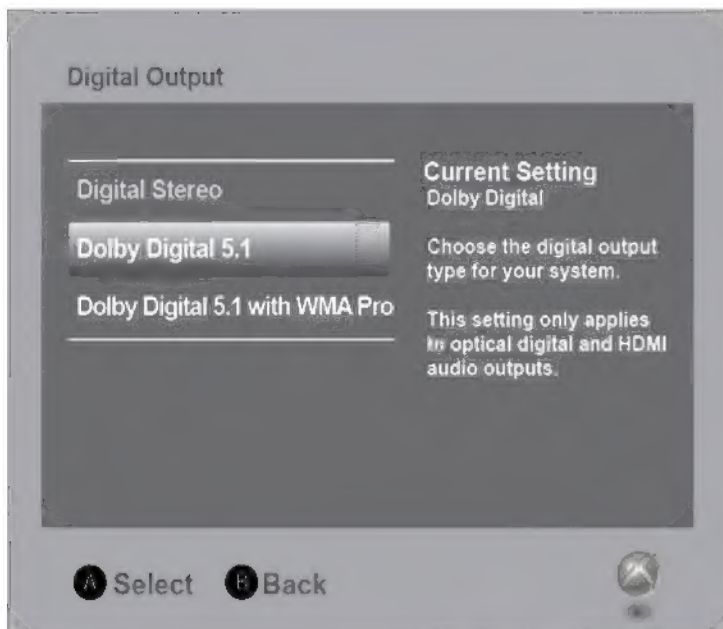 Digital Output
Digital Stereo
Dolby Digital 5.1
Dolby Digital 5.1 with WMA Pro
Current Setting
Dolby Digital
Choose the digital output
type for your system.
This setting only applies
to optical digital and HDMI
audio outputs.
A Select B Back